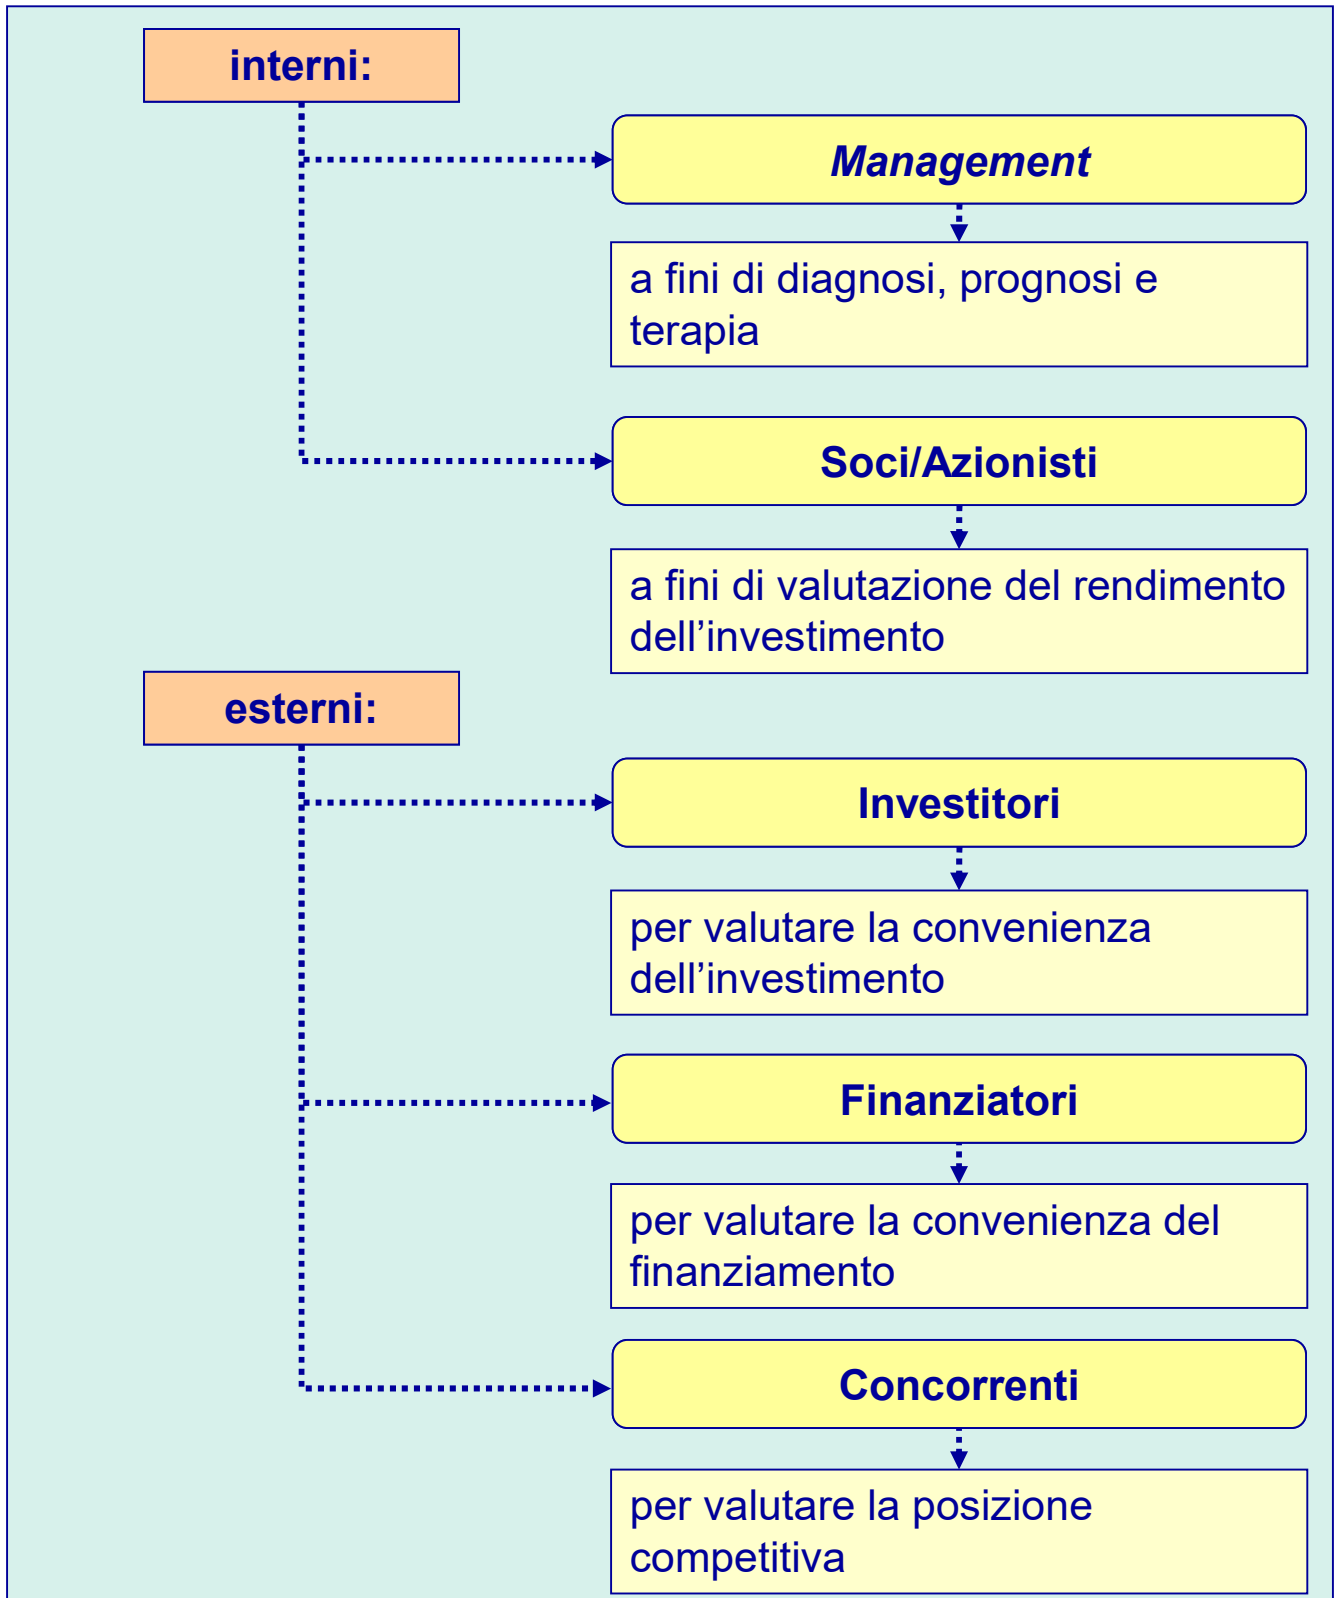 interni:
Management
a fini di diagnosi, prognosi e
terapia
Soci/Azionisti
a fini di valutazione del rendimento
dell’investimento
esterni:
Investitori
per valutare la convenienza
dell’investimento
Finanziatori
per valutare la convenienza del
finanziamento
Concorrenti
per valutare la posizione
competitiva